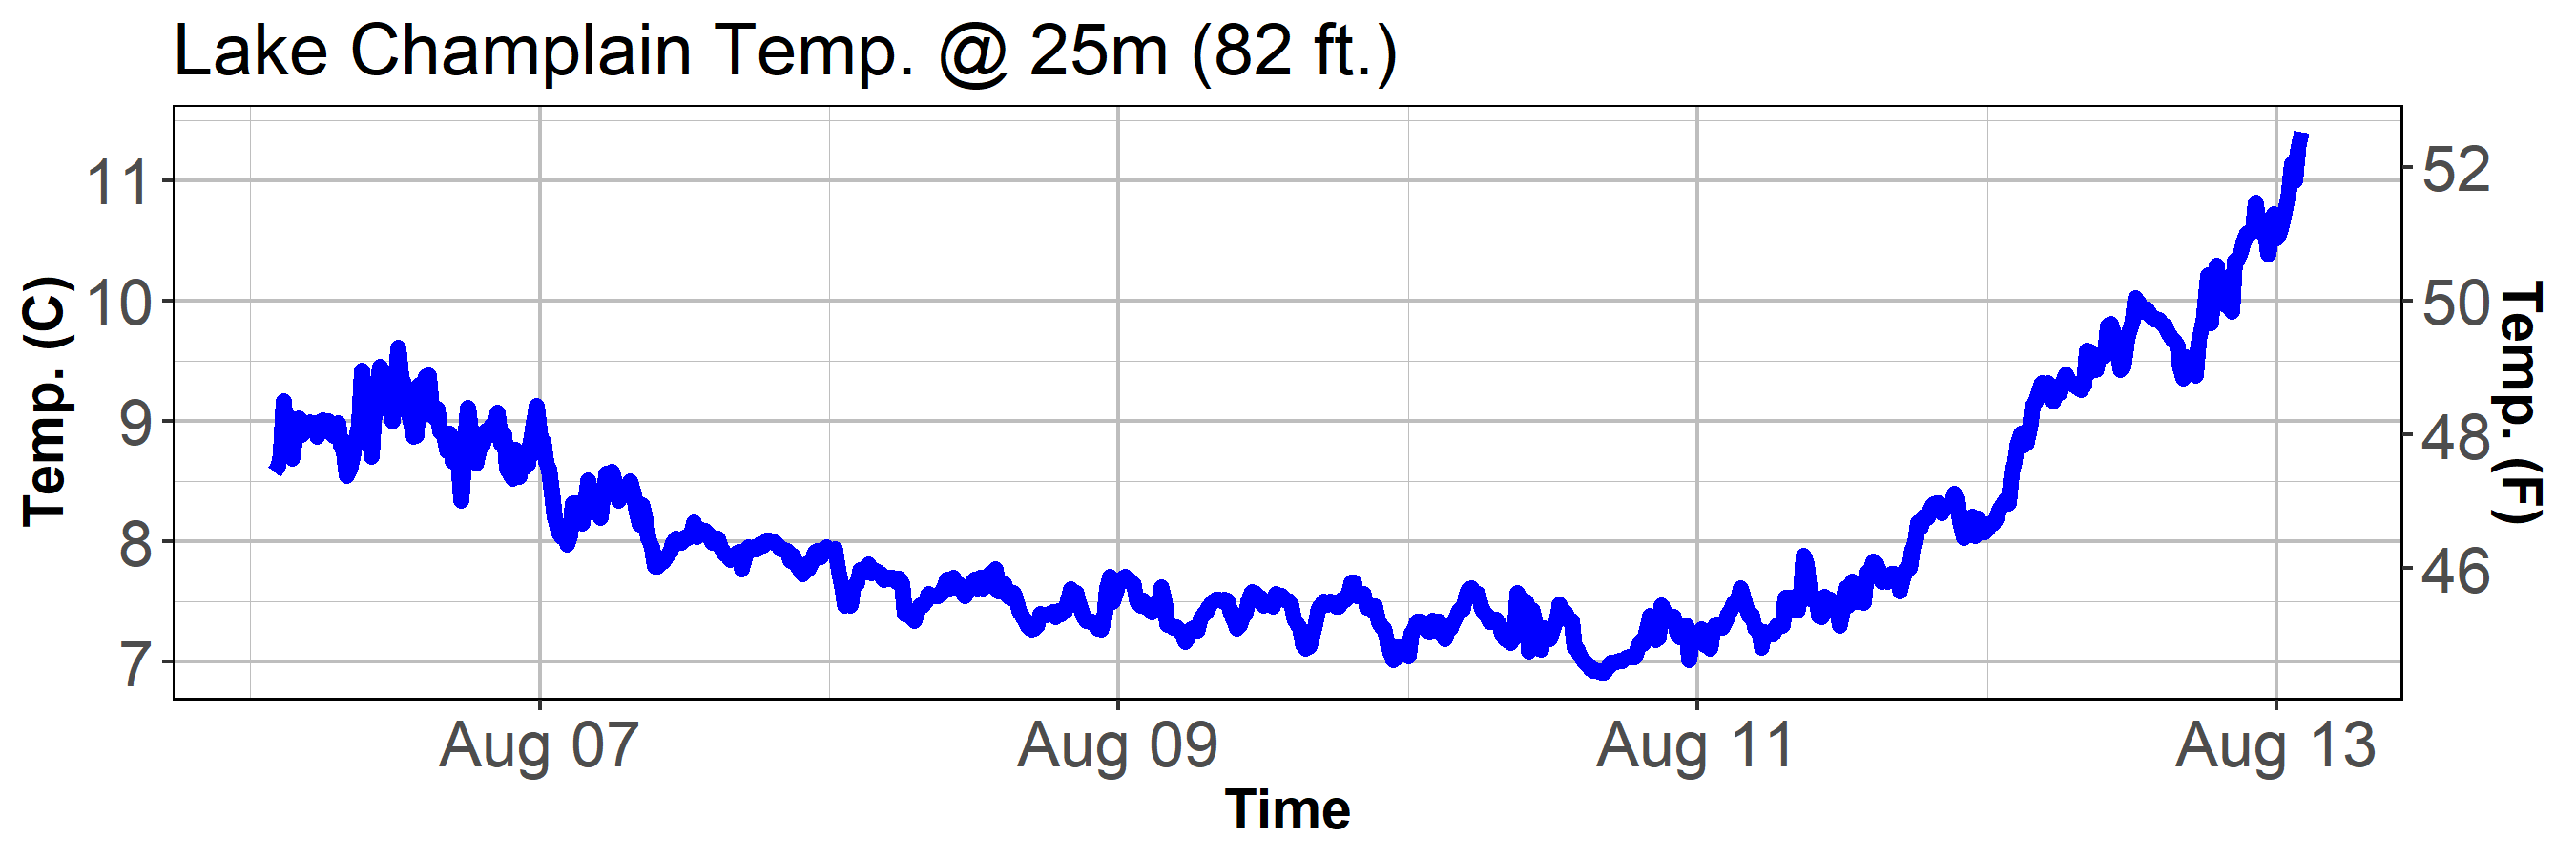 Lake Champlain Temp. @ 25m (82 ft.)
Temp. (C)
11
10
9
8
7
52
50
48
46
Temp. (F)
Aug 07
Aug 09
Aug 11
Aug 13
Time